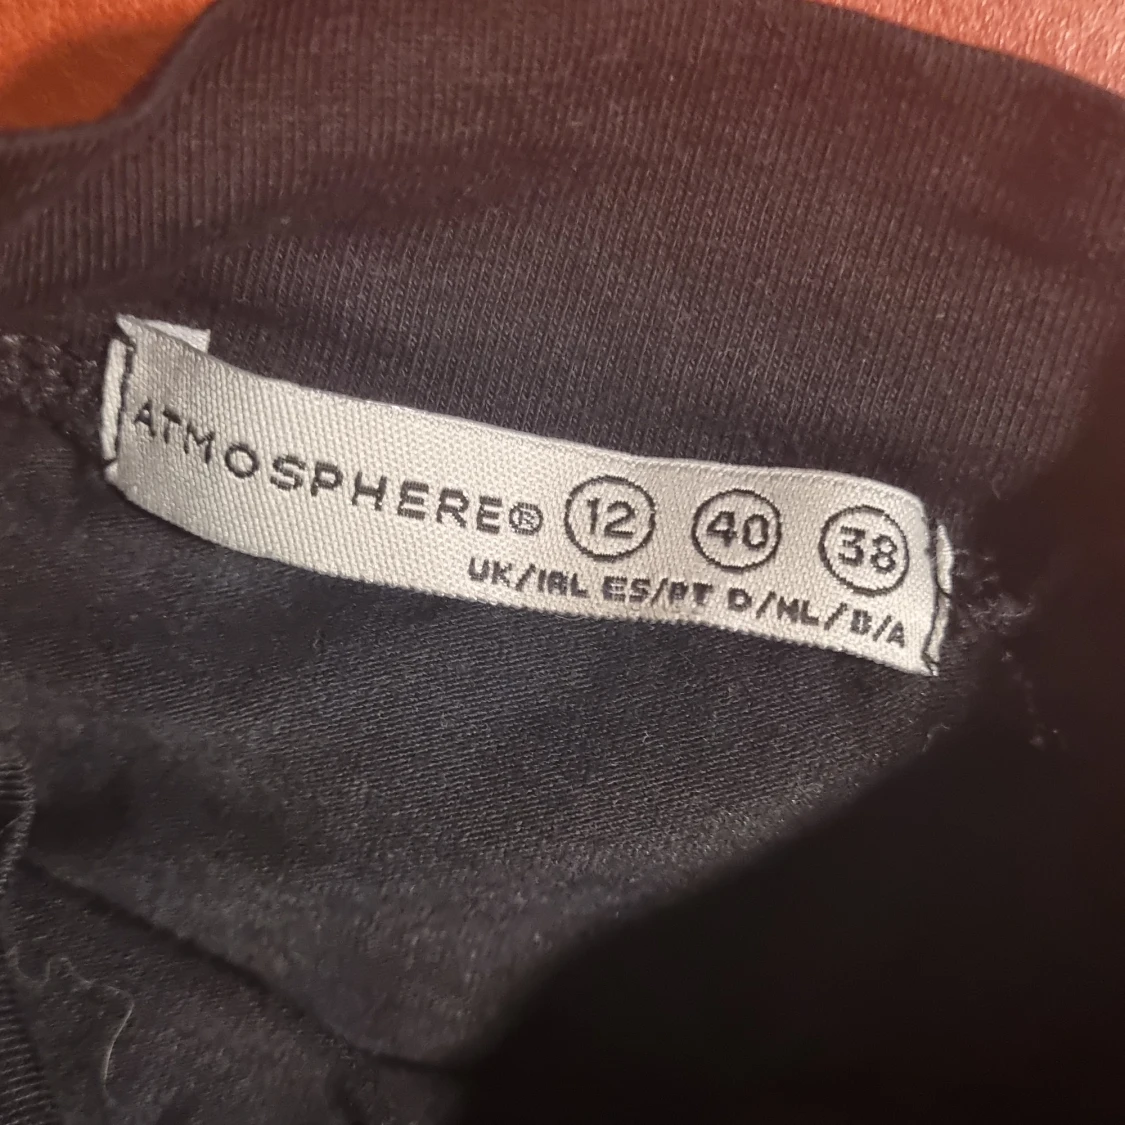 ATMOSPHERE® 12 40 38
UK/IRL ES/PT D/NL/B/A